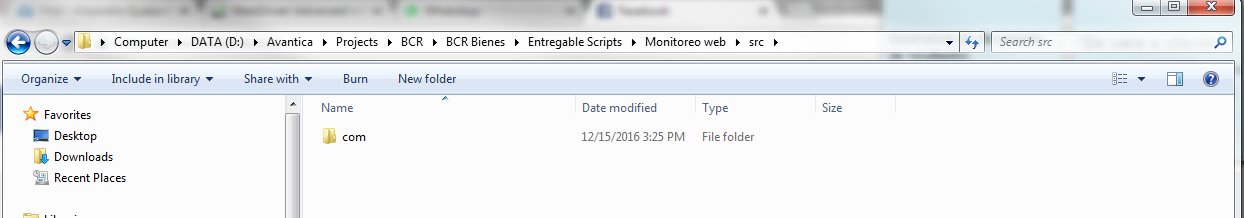 WhatsApp
Facebook
Computer DATA (D:) Avantica Projects BCR BCR Bienes Entregable Scripts Monitoreo web src
Search src
Organize Include in library Share with Burn New folder
Name Date modified Type Size
Favorites
Desktop
Downloads
Recent Places
com 12/15/2016 3:25 PM File folder